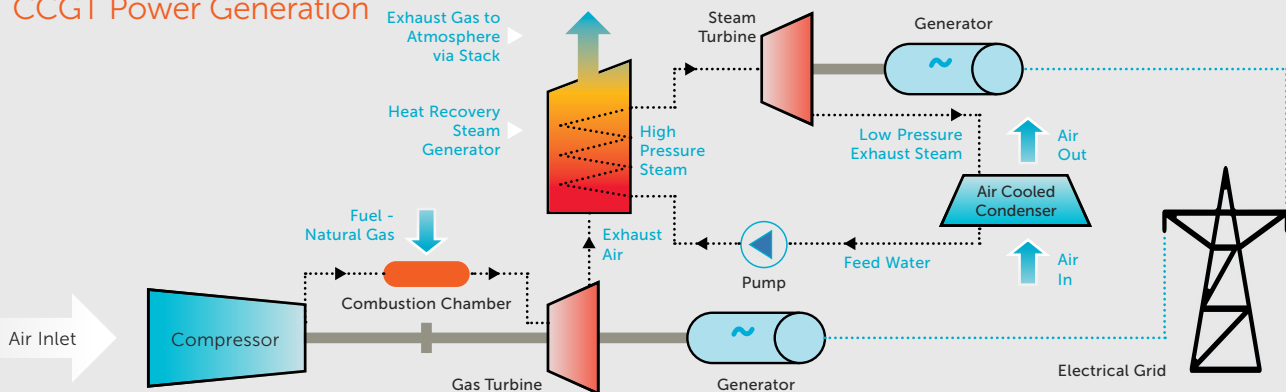 CCGT Power Generation
Exhaust Gas to
Atmosphere
via Stack
Steam
Turbine
Generator
Heat Recovery
Steam
Generator
High
Pressure
Steam
Low Pressure
Exhaust Steam
Air
Out
Air Cooled
Condenser
Fuel -
Natural Gas
Exhaust
Air
Feed Water
Air
In
Pump
Combustion Chamber
Air Inlet
Compressor
Gas Turbine
Generator
Electrical Grid